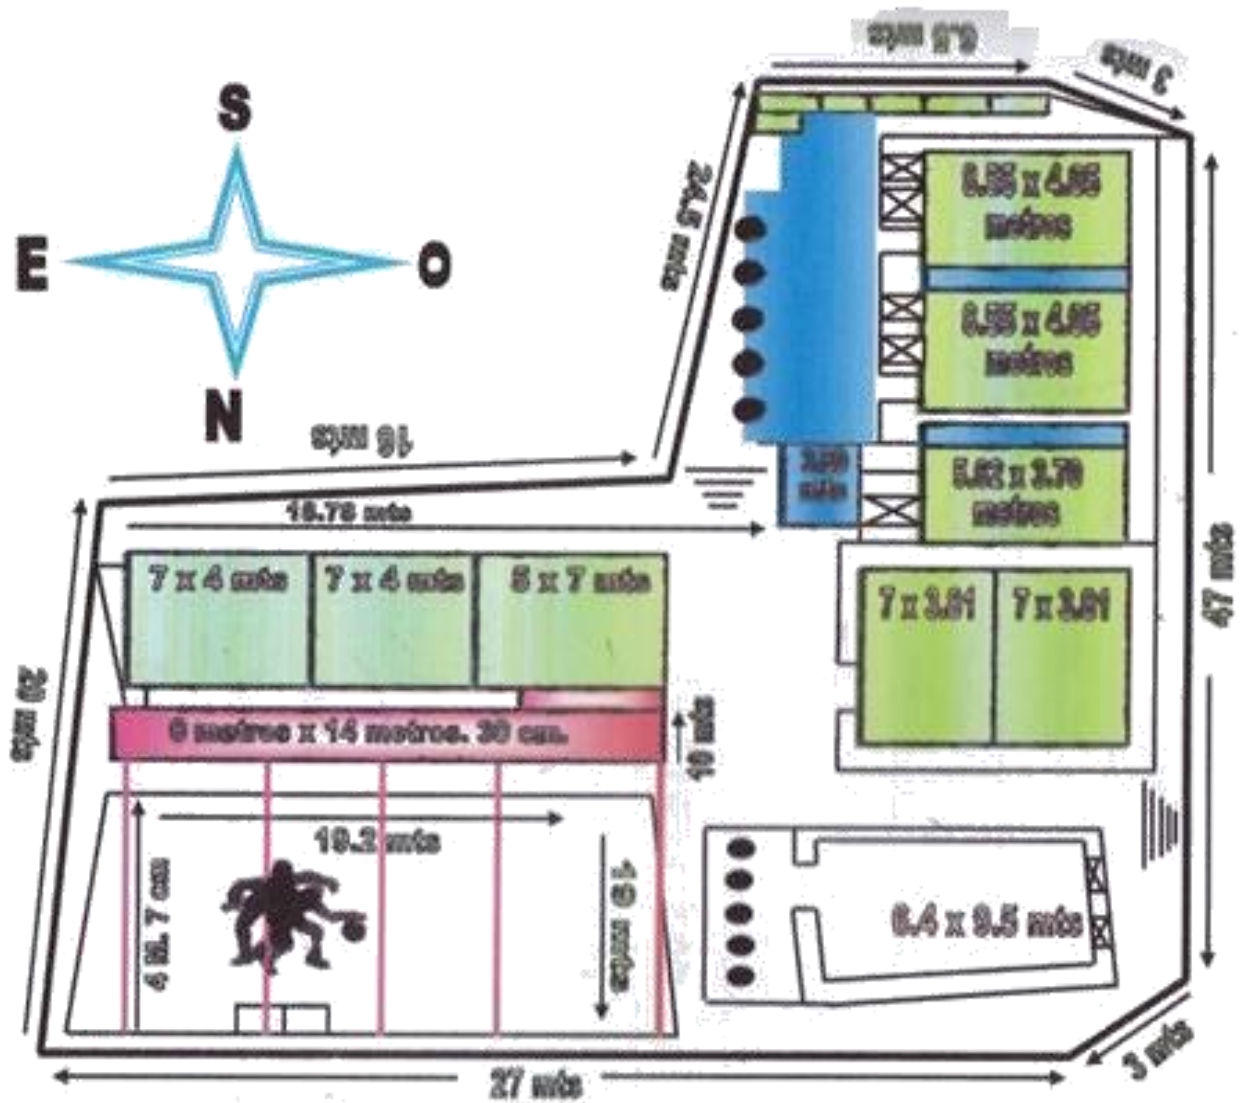 6.5 mts
3 mts
S
E
O
N
24.5 mts
6.55 x 4.65
metros
6.55 x 4.65
metros
16 mts
5.62 x 3.70
metros
7 x 4 mts
7 x 4 mts
5 x 7 mts
7 x 3.61
7 x 3.61
47 mts
20 mts
6 metros x 14 metros. 30 cm.
10 mts
19.2 mts
4 M. 7 cm
19 mts
6.4 x 9.5 mts
27 mts
3 mts